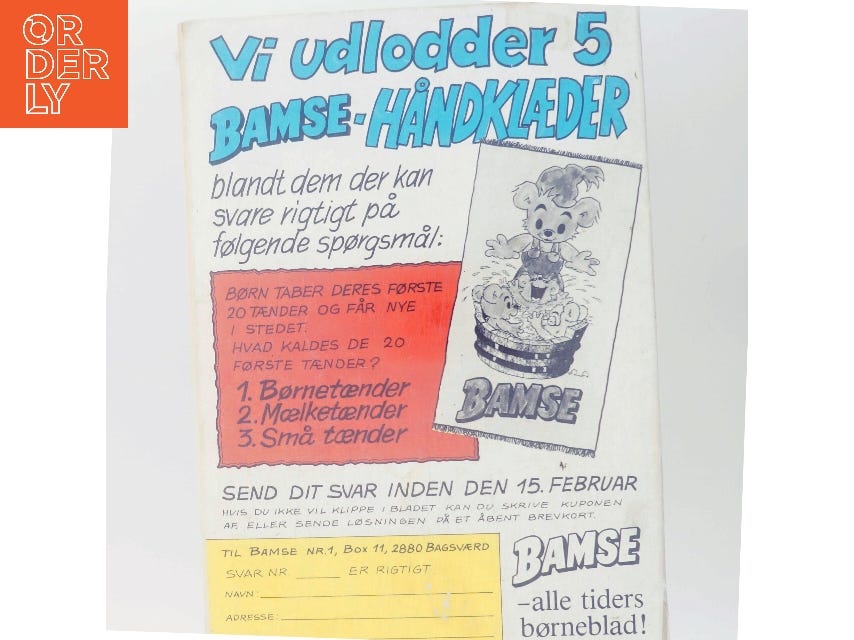 OR
DER
LY
Vi udlodder 5
BAMSE-HÅNDKLÆDER
blandt dem der kan
svare rigtigt på
følgende spørgsmål:
BØRN TABER DERES FØRSTE
20 TÆNDER OG FÅR NYE
I STEDET.
HVAD KALDES DE 20
FØRSTE TÆNDER?
1. Børnetænder
2. Mælketænder
3. Små tænder
BAMSE
SEND DIT SVAR INDEN DEN 15. FEBRUAR
HVIS DU IKKE VIL KLIPPE I BLADET KAN DU SKRIVE KUPONEN
AF, ELLER SENDE LØSNINGEN PÅ ET ÅBENT BREVKORT.
TIL BAMSE NR.1, BOX 11, 2880 BAGSVÆRD
SVAR NR ______ ER RIGTIGT
NAVN:
ADRESSE:
BAMSE
-alle tiders
børneblad!